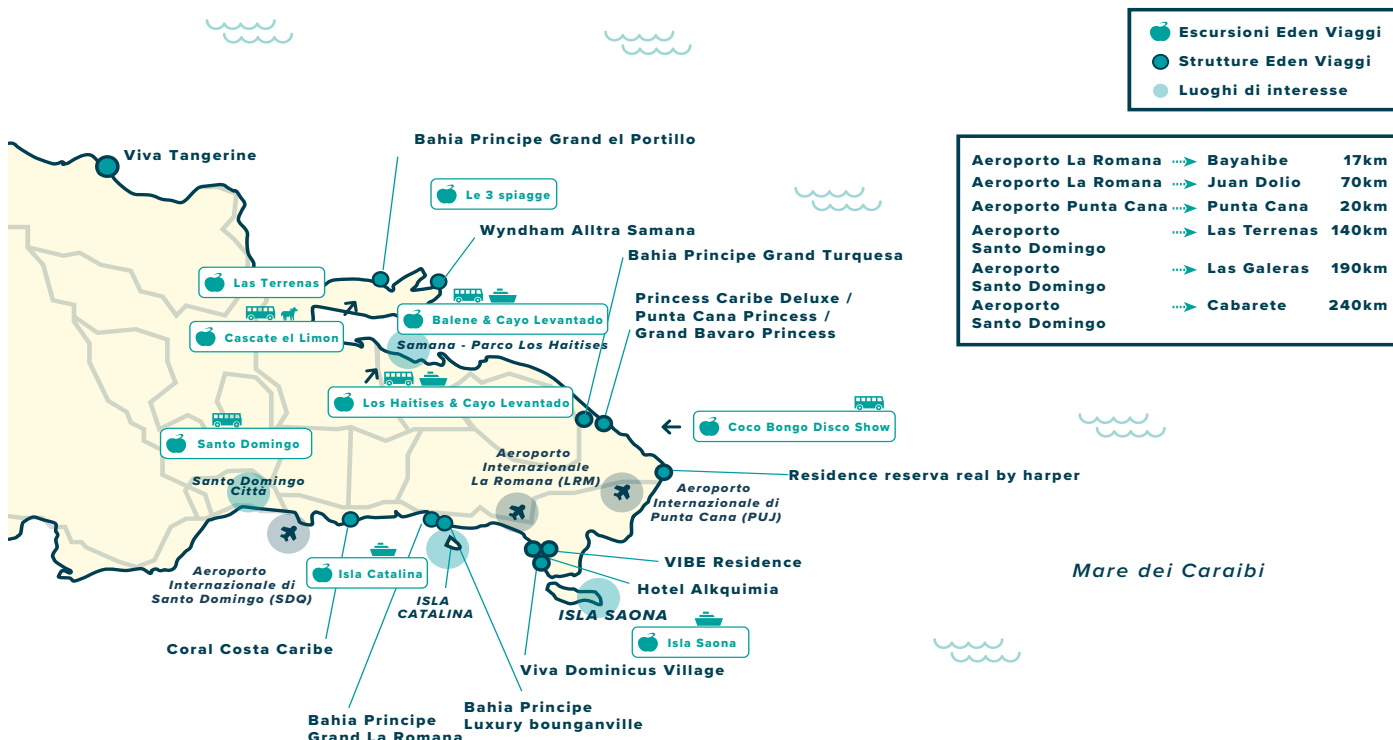 Escursioni Eden Viaggi
Strutture Eden Viaggi
Luoghi di interesse
Aeroporto La Romana Bayahibe 17km
Aeroporto La Romana Juan Dolio 70km
Aeroporto Punta Cana Punta Cana 20km
Aeroporto
Santo Domingo Las Terrenas 140km
Aeroporto
Santo Domingo Las Galeras 190km
Aeroporto
Santo Domingo Cabarete 240km
Viva Tangerine
Bahia Principe Grand el Portillo
Le 3 spiagge
Wyndham Alltra Samana
Bahia Principe Grand Turquesa
Las Terrenas
Princess Caribe Deluxe /
Punta Cana Princess /
Grand Bavaro Princess
Balene & Cayo Levantado
Cascate el Limon
Samana - Parco Los Haitises
Los Haitises & Cayo Levantado
Coco Bongo Disco Show
Santo Domingo
Aeroporto
Internazionale
La Romana (LRM)
Residence reserva real by harper
Santo Domingo
Città
Aeroporto
Internazionale di
Punta Cana (PUJ)
VIBE Residence
Mare dei Caraibi
Aeroporto
Internazionale di
Santo Domingo (SDQ)
Isla Catalina
Hotel Alkquimia
ISLA
CATALINA
ISLA SAONA
Isla Saona
Coral Costa Caribe
Viva Dominicus Village
Bahia Principe
Grand La Romana
Bahia Principe
Luxury bounganville